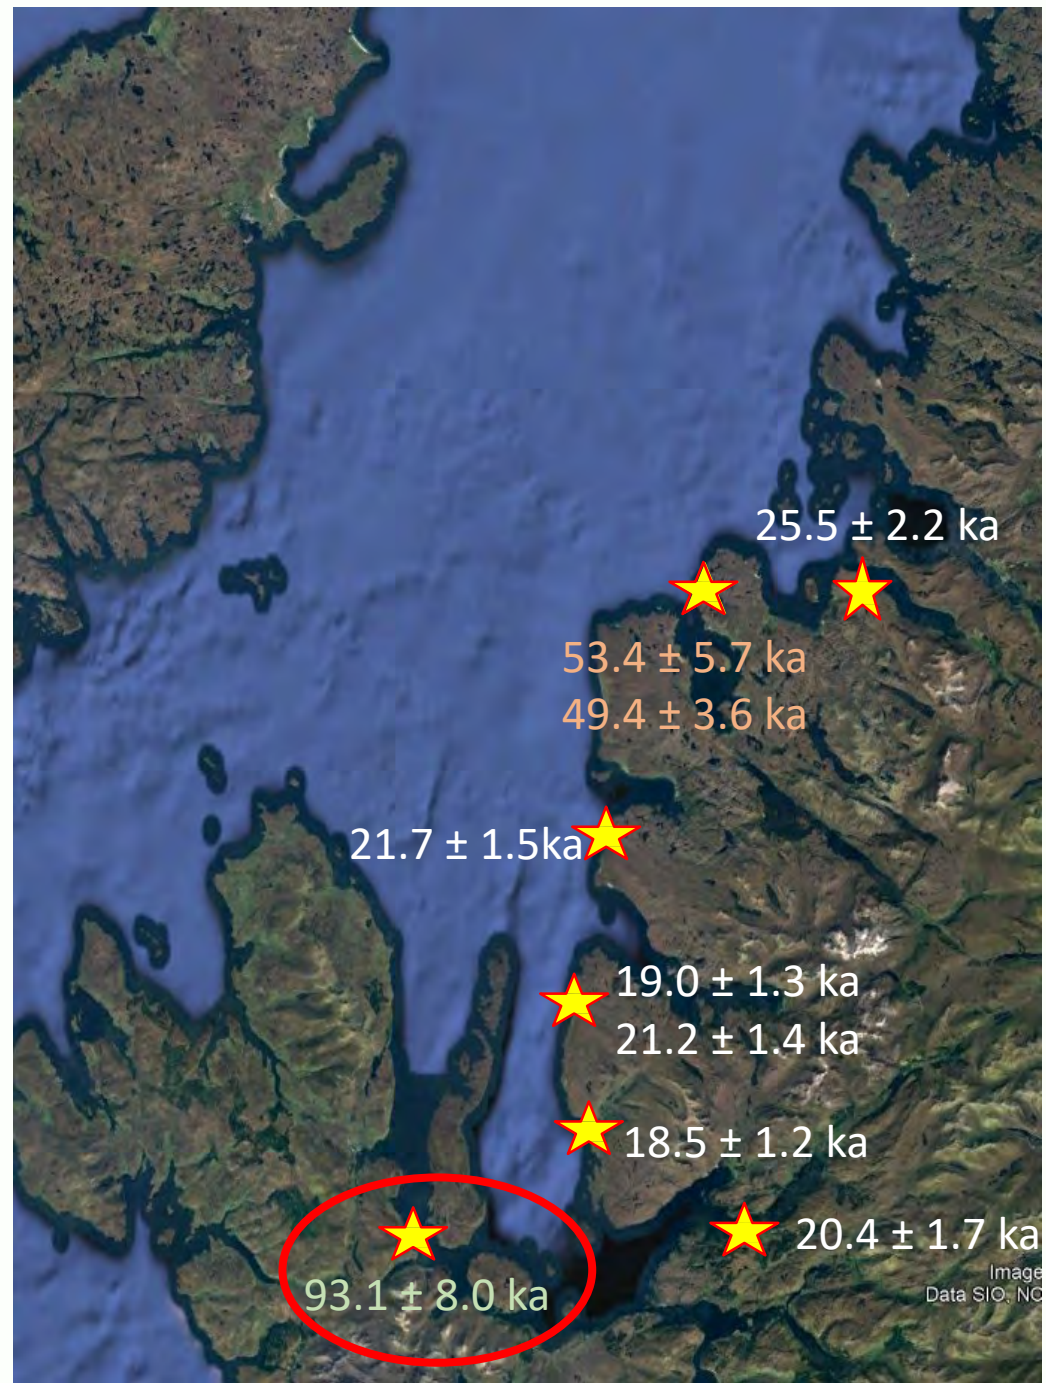 25.5 ± 2.2 ka
53.4 ± 5.7 ka
49.4 ± 3.6 ka
21.7 ± 1.5ka
19.0 ± 1.3 ka
21.2 ± 1.4 ka
18.5 ± 1.2 ka
20.4 ± 1.7 ka
Image
Data SIO, NO
93.1 ± 8.0 ka